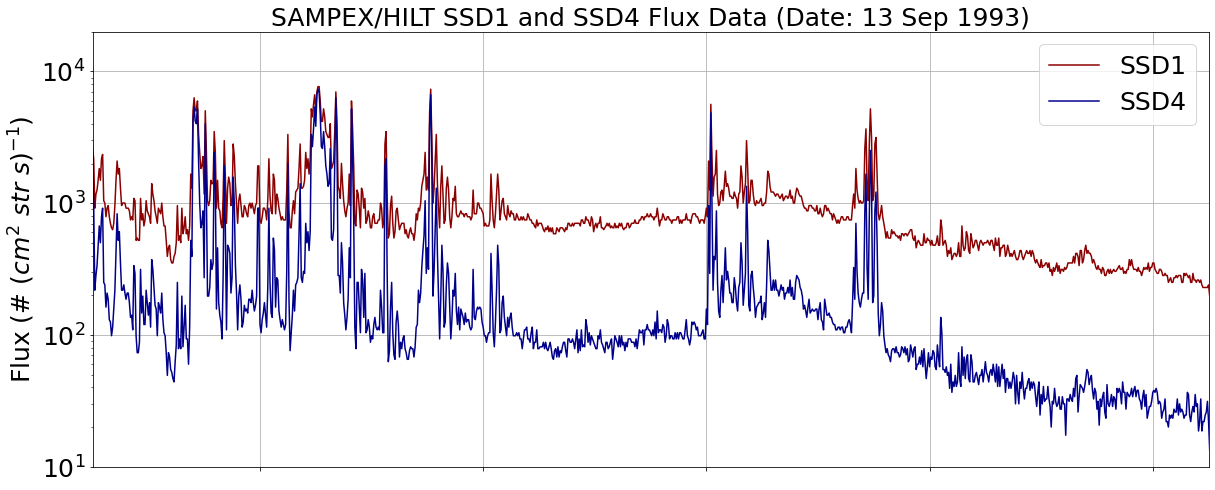 SAMPEX/HILT SSD1 and SSD4 Flux Data (Date: 13 Sep 1993)
Flux (# (cm² str s)⁻¹)
10⁴
10³
10²
10¹
SSD1
SSD4